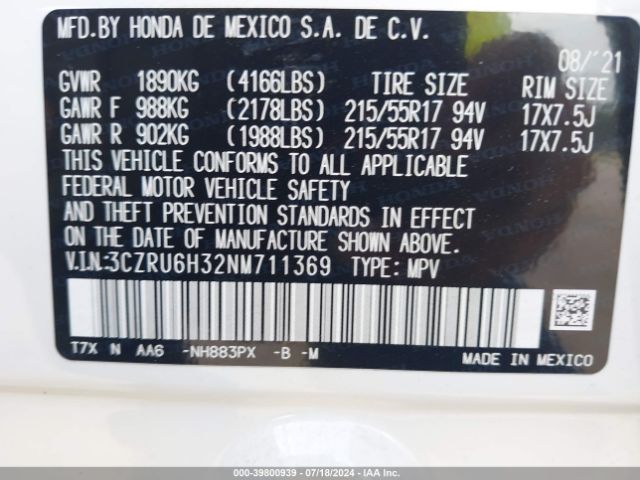 MFD.BY HONDA DE MEXICO S.A. DE C.V.
08/'21
GVWR 1890KG (4166LBS) TIRE SIZE RIM SIZE
GAWR F 988KG (2178LBS) 215/55R17 94V 17X7.5J
GAWR R 902KG (1988LBS) 215/55R17 94V 17X7.5J
THIS VEHICLE CONFORMS TO ALL APPLICABLE
FEDERAL MOTOR VEHICLE SAFETY
AND THEFT PREVENTION STANDARDS IN EFFECT
ON THE DATE OF MANUFACTURE SHOWN ABOVE.
V.I.N.:3CZRU6H32NM711369 TYPE: MPV
T7X N AA6 -NH883PX -B -M
MADE IN MEXICO
000-39800939 / 07/18/2024 - IAA, Inc.